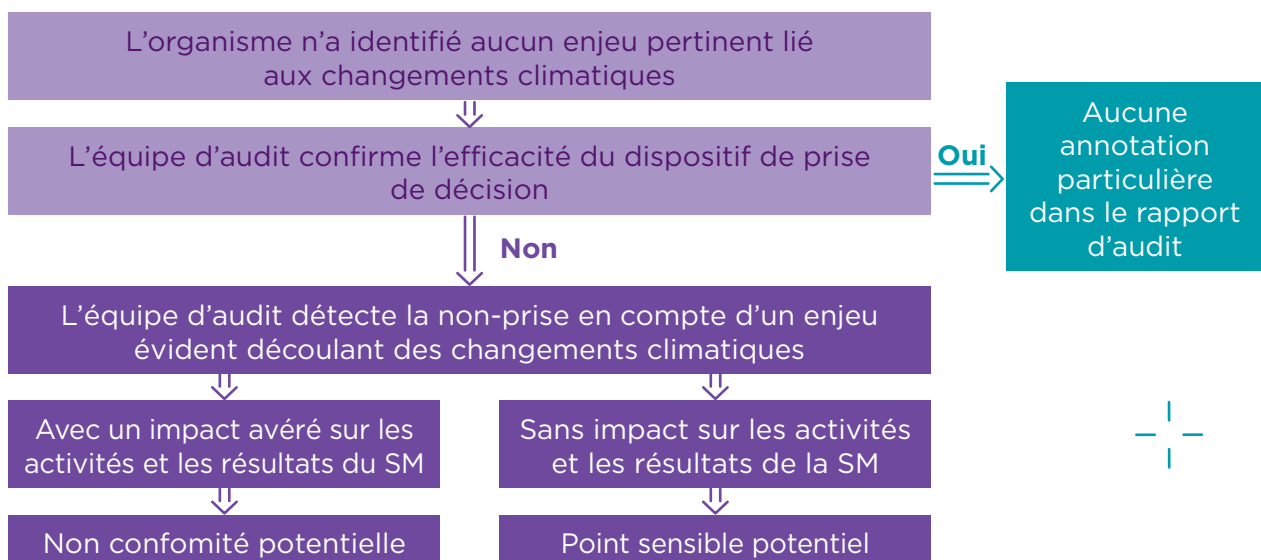 L’organisme n’a identifié aucun enjeu pertinent lié
aux changements climatiques
L’équipe d’audit confirme l’efficacité du dispositif de prise
de décision
Oui
Aucune
annotation
particulière
dans le rapport
d’audit
Non
L’équipe d’audit détecte la non-prise en compte d’un enjeu
évident découlant des changements climatiques
Avec un impact avéré sur les
activités et les résultats du SM
Sans impact sur les activités
et les résultats de la SM
Non confomité potentielle
Point sensible potentiel